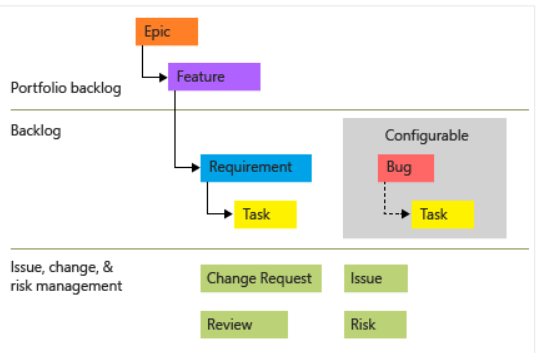 Epic
Feature
Portfolio backlog
Backlog
Configurable
Requirement
Bug
Task
Task
Issue, change, &
risk management
Change Request
Issue
Review
Risk